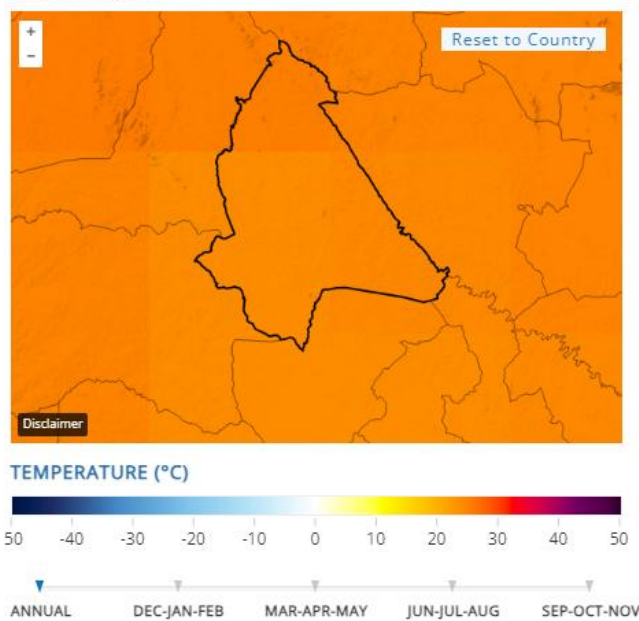 +
Reset to Country
−
Disclaimer
TEMPERATURE (°C)
50 -40 -30 -20 -10 0 10 20 30 40 50
ANNUAL DEC-JAN-FEB MAR-APR-MAY JUN-JUL-AUG SEP-OCT-NOV